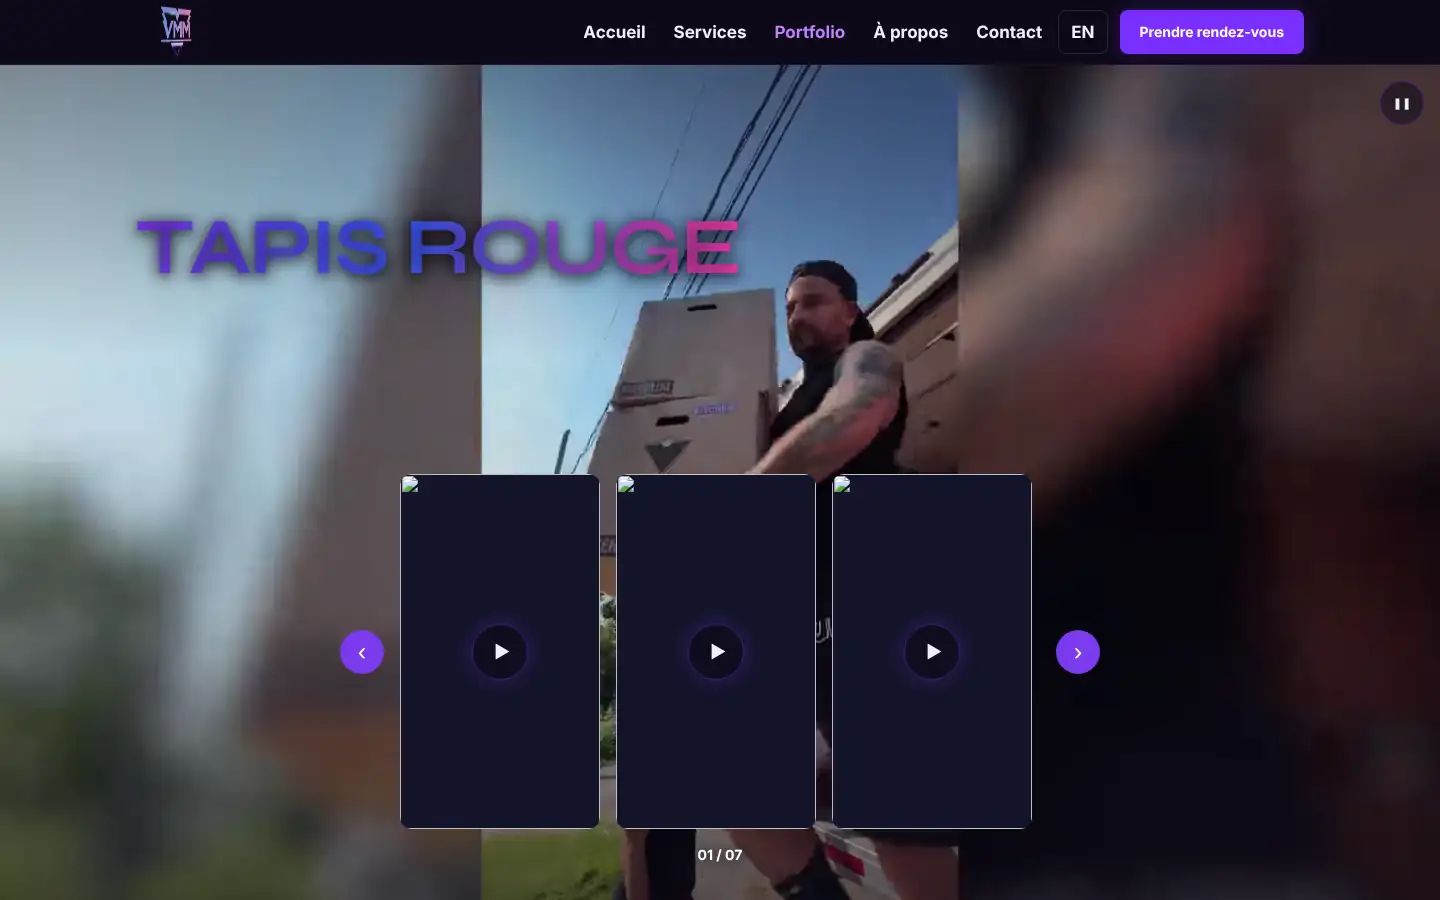 VMM
Accueil
Services
Portfolio
À propos
Contact
EN
Prendre rendez-vous
TAPIS ROUGE
01 / 07